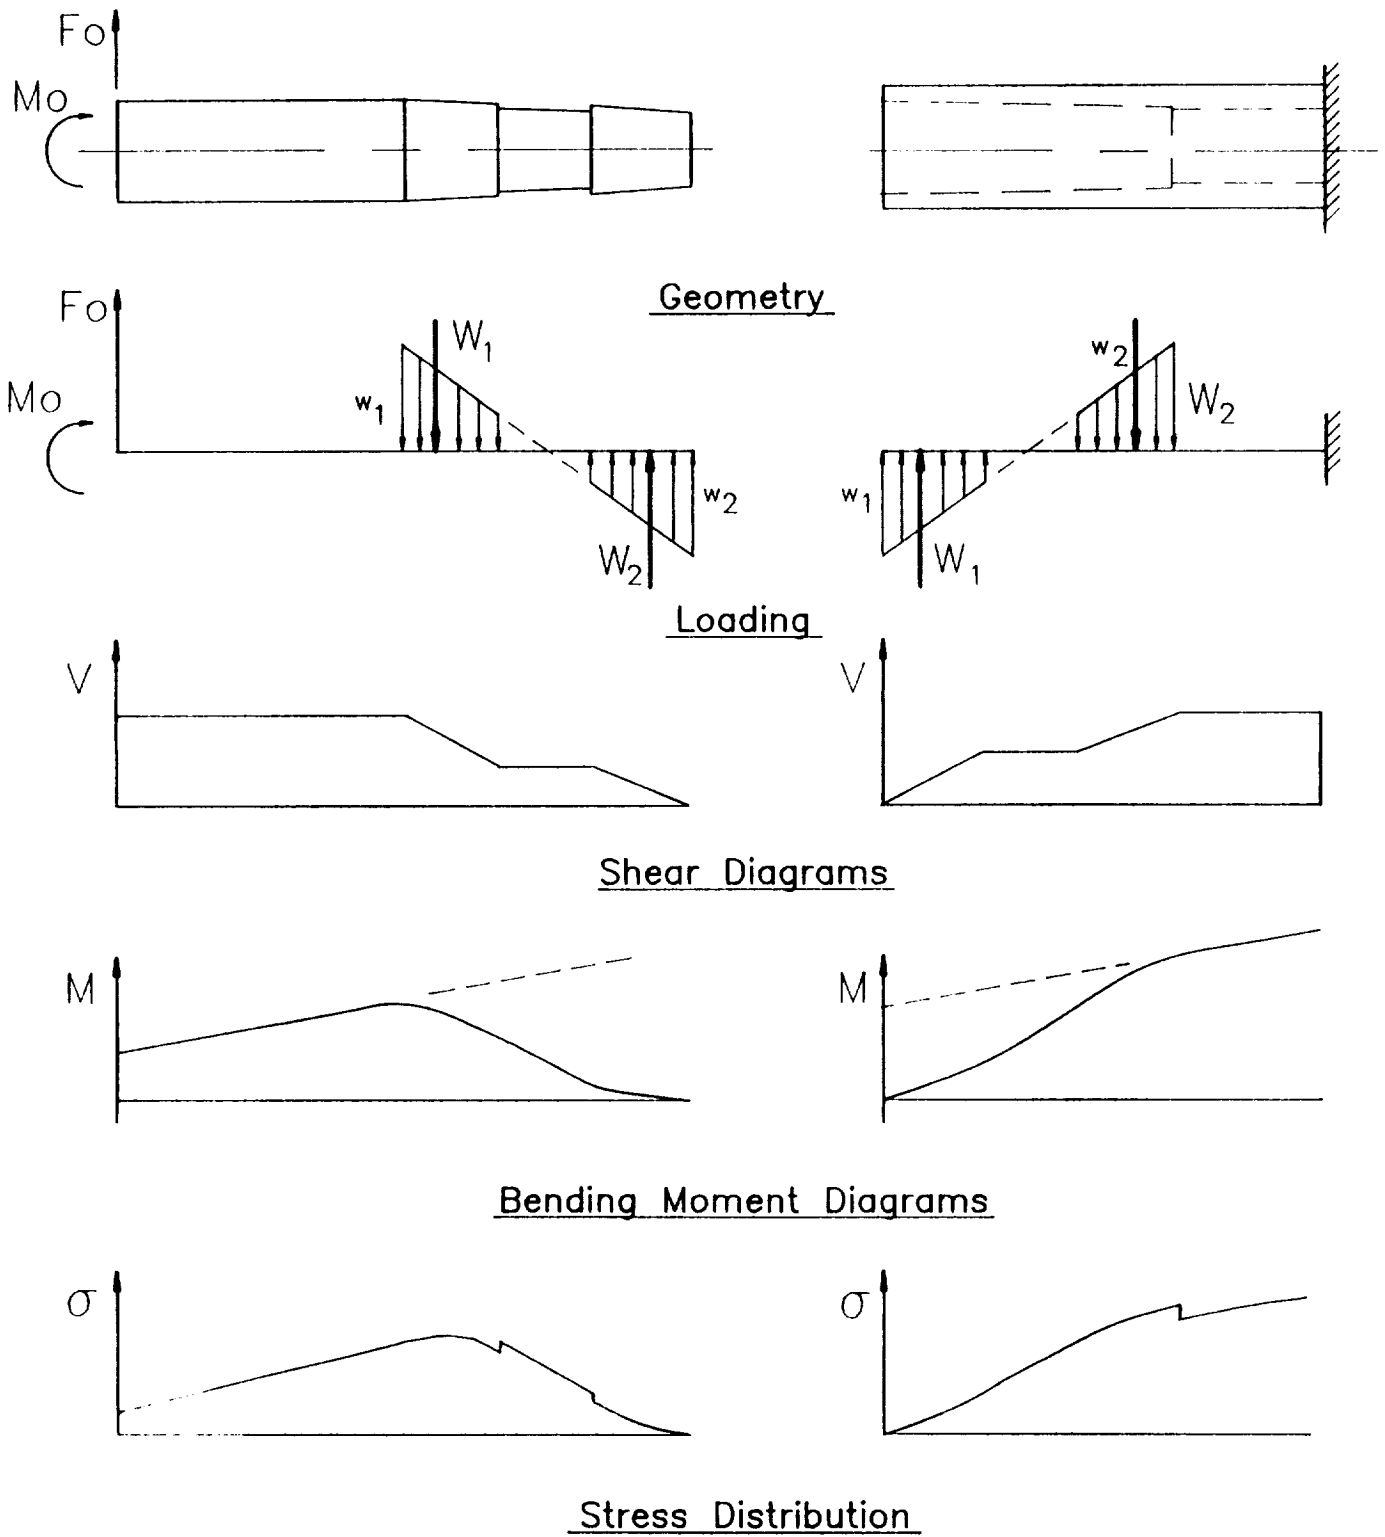 Fo
Mo
Geometry
Fo
Mo
w1
W1
W2
w2
w1
W1
w2
W2
Loading
V
V
Shear Diagrams
M
M
Bending Moment Diagrams
σ
σ
Stress Distribution